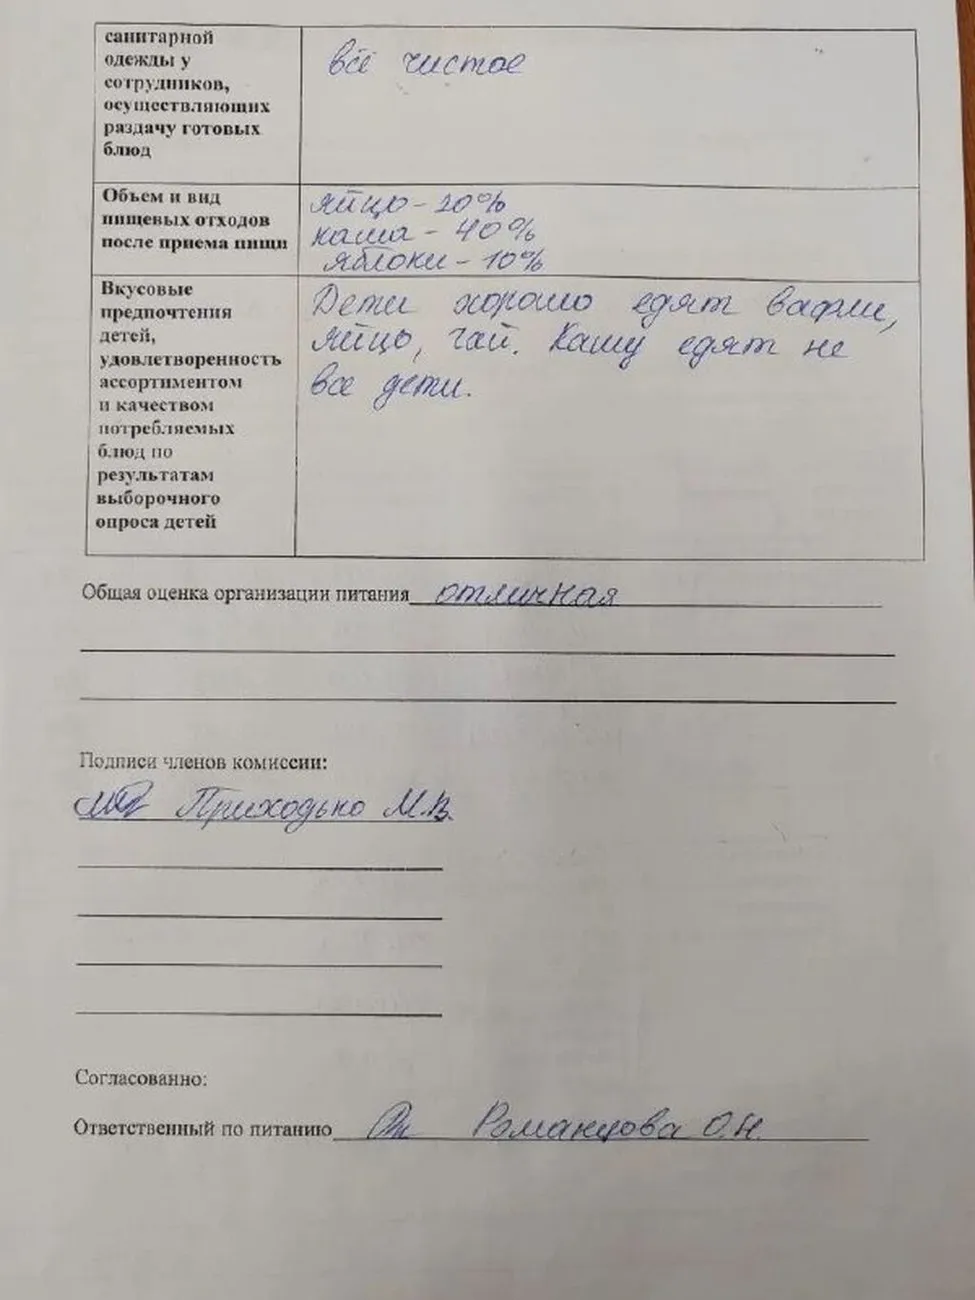 санитарной
одежды у
сотрудников,
осуществляющих
раздачу готовых
блюд
всё чистое
Объем и вид
пищевых отходов
после приема пищи
яйцо - 20%
каша - 40%
яблоки - 10%
Вкусовые
предпочтения
детей,
удовлетворенность
ассортиментом
и качеством
потребляемых
блюд по
результатам
выборочного
опроса детей
Дети хорошо едят вафли,
яйцо, чай. Кашу едят не
все дети.
Общая оценка организации питания отличная
Подписи членов комиссии:
Приходько М.В.
Согласованно:
Ответственный по питанию Романцова О.Н.